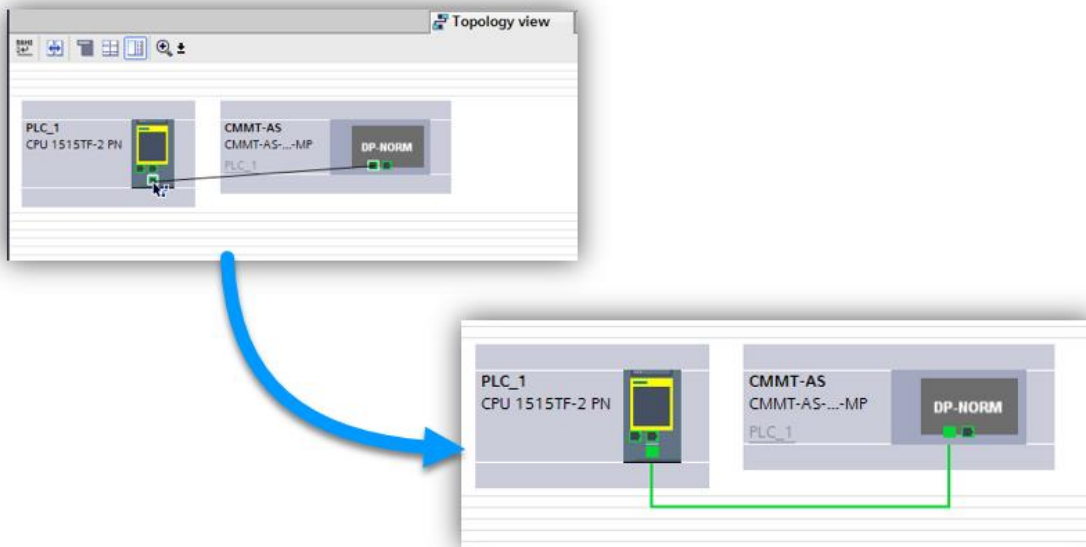 Topology view
PLC_1
CPU 1515TF-2 PN
CMMT-AS
CMMT-AS-...-MP
PLC_1
DP-NORM
PLC_1
CPU 1515TF-2 PN
CMMT-AS
CMMT-AS-...-MP
PLC_1
DP-NORM